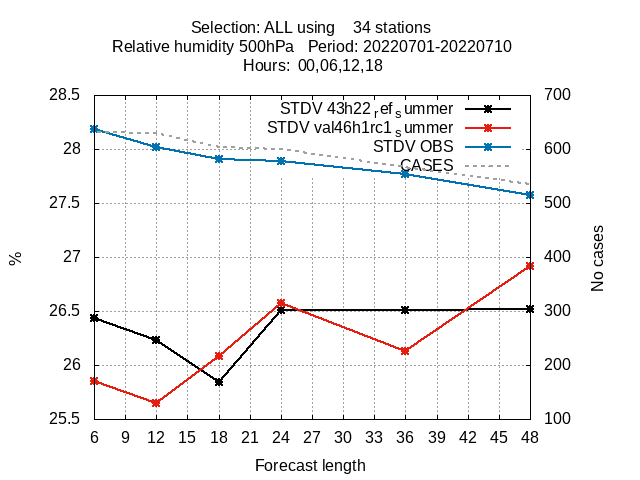 Selection: ALL using    34 stations
Relative humidity 500hPa   Period: 20220701-20220710
Hours: 00,06,12,18
STDV 43h22refsummer
STDV val46h1rc1summer
STDV OBS
CASES
28.5
28
27.5
27
26.5
26
25.5
%
700
600
500
400
300
200
100
No cases
6 9 12 15 18 21 24 27 30 33 36 39 42 45 48
Forecast length